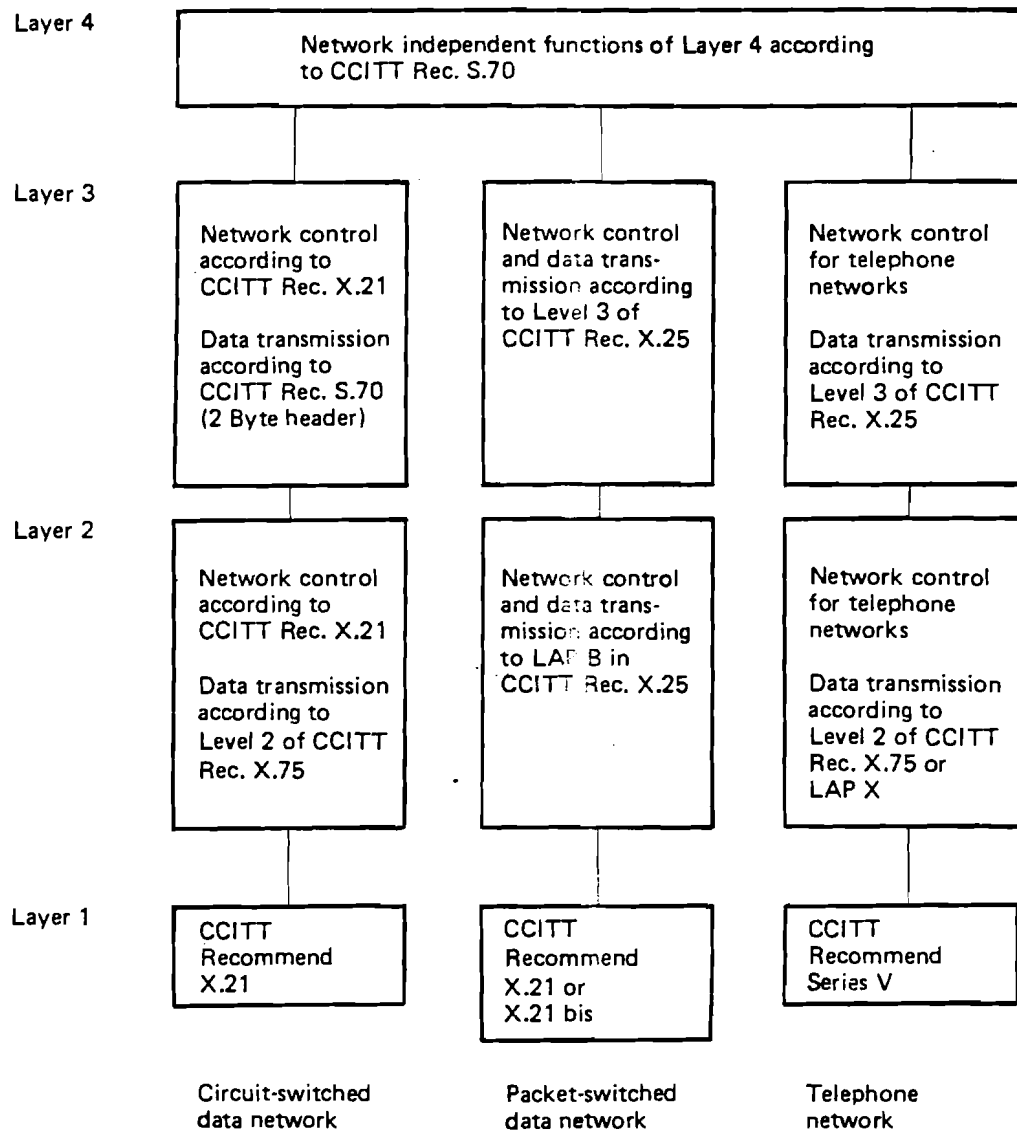 Layer 4
Network independent functions of Layer 4 according
to CCITT Rec. S.70
Layer 3
Network control
according to
CCITT Rec. X.21
Data transmission
according to
CCITT Rec. S.70
(2 Byte header)
Network control
and data trans-
mission according
to Level 3 of
CCITT Rec. X.25
Network control
for telephone
networks
Data transmission
according to
Level 3 of CCITT
Rec. X.25
Layer 2
Network control
according to
CCITT Rec. X.21
Data transmission
according to
Level 2 of CCITT
Rec. X.75
Network control
and data trans-
mission according
to LAP B in
CCITT Rec. X.25
Network control
for telephone
networks
Data transmission
according to
Level 2 of CCITT
Rec. X.75 or
LAP X
Layer 1
CCITT
Recommend
X.21
CCITT
Recommend
X.21 or
X.21 bis
CCITT
Recommend
Series V
Circuit-switched
data network
Packet-switched
data network
Telephone
network